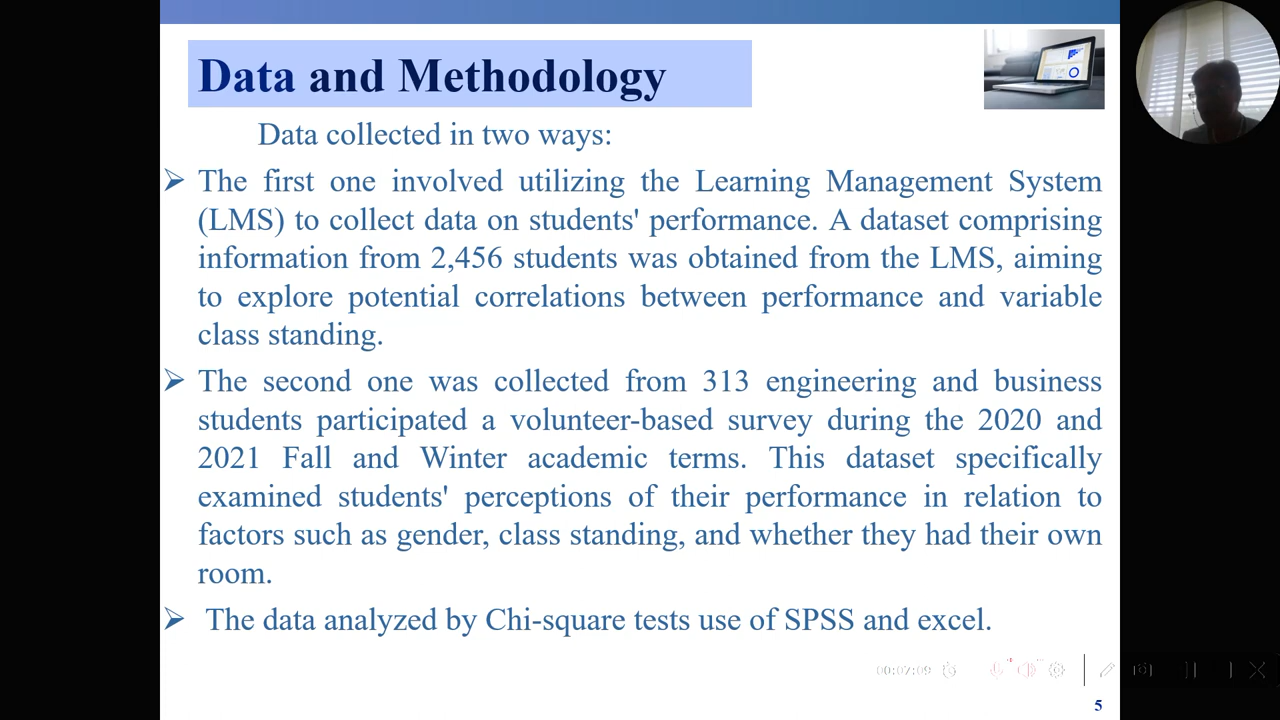 Data and Methodology
Data collected in two ways:
The first one involved utilizing the Learning Management System
(LMS) to collect data on students' performance. A dataset comprising
information from 2,456 students was obtained from the LMS, aiming
to explore potential correlations between performance and variable
class standing.
The second one was collected from 313 engineering and business
students participated a volunteer-based survey during the 2020 and
2021 Fall and Winter academic terms. This dataset specifically
examined students' perceptions of their performance in relation to
factors such as gender, class standing, and whether they had their own
room.
The data analyzed by Chi-square tests use of SPSS and excel.
00:02:09
5